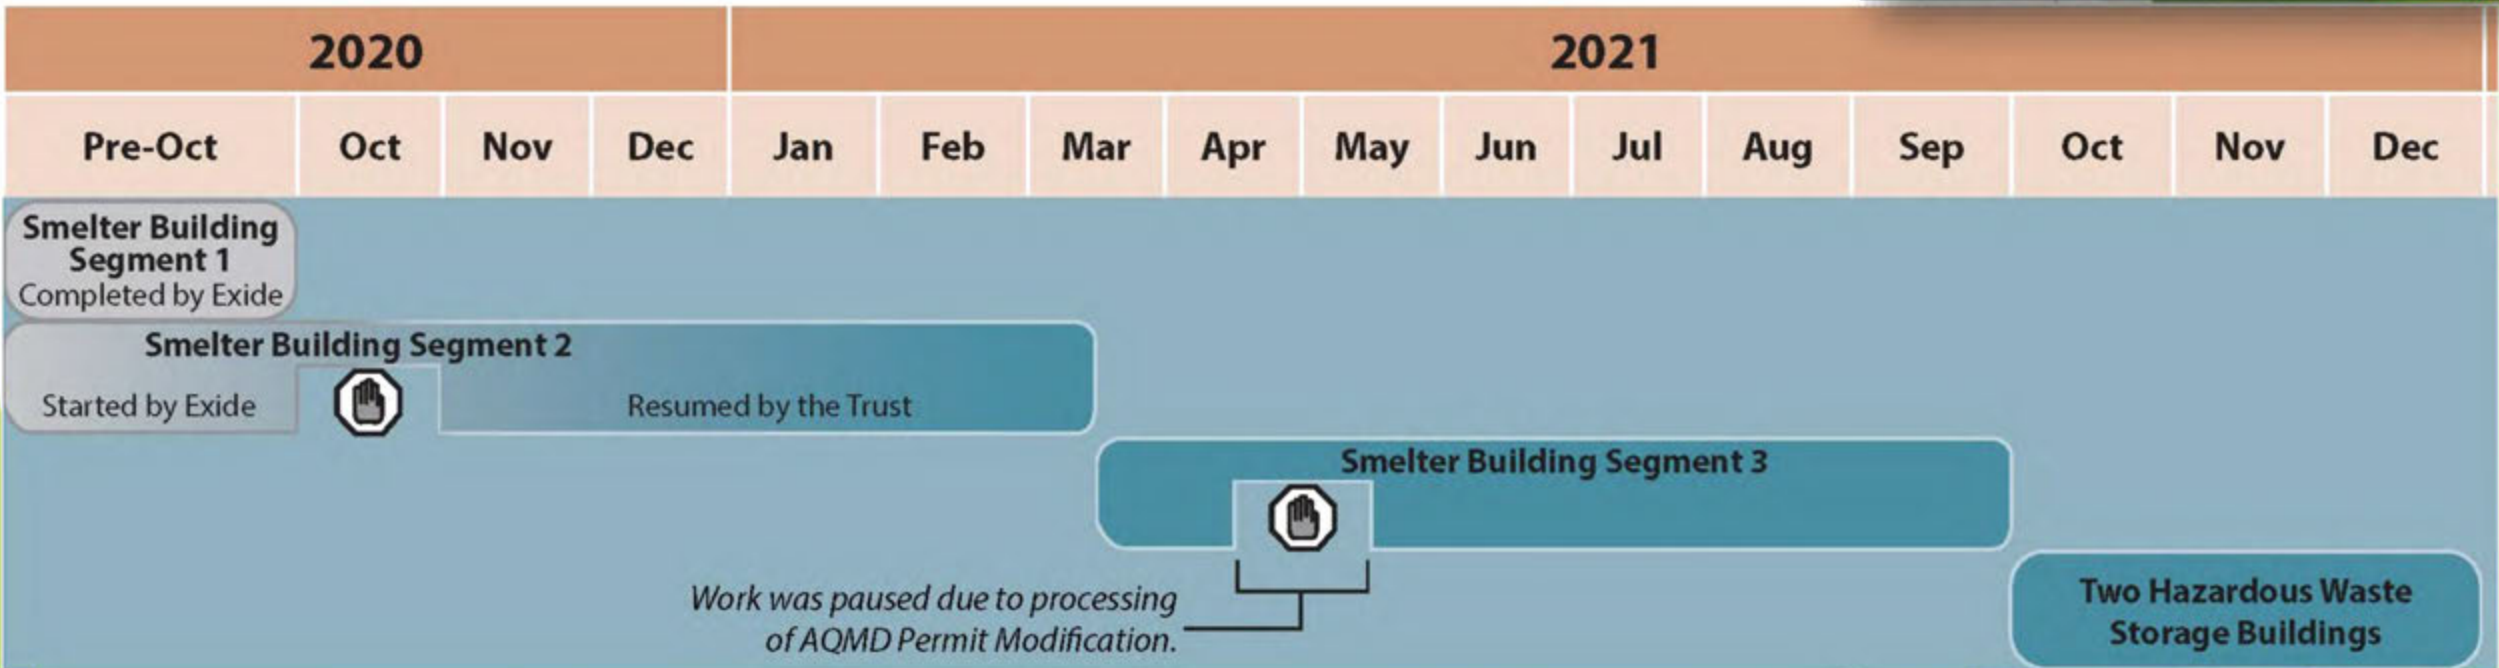 2020 2021
Pre-Oct Oct Nov Dec Jan Feb Mar Apr May Jun Jul Aug Sep Oct Nov Dec
Smelter Building
Segment 1
Completed by Exide
Smelter Building Segment 2
Started by Exide Resumed by the Trust
Smelter Building Segment 3
Work was paused due to processing
of AQMD Permit Modification.
Two Hazardous Waste
Storage Buildings